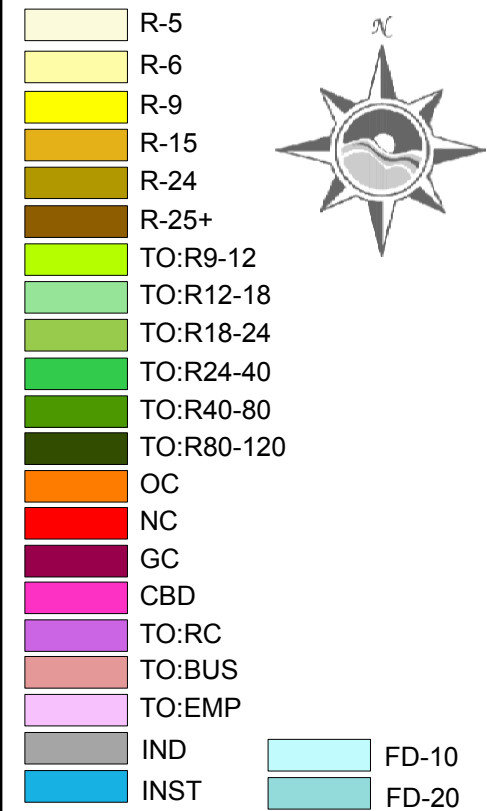 N
R-5
R-6
R-9
R-15
R-24
R-25+
TO:R9-12
TO:R12-18
TO:R18-24
TO:R24-40
TO:R40-80
TO:R80-120
OC
NC
GC
CBD
TO:RC
TO:BUS
TO:EMP
IND
INST
FD-10
FD-20